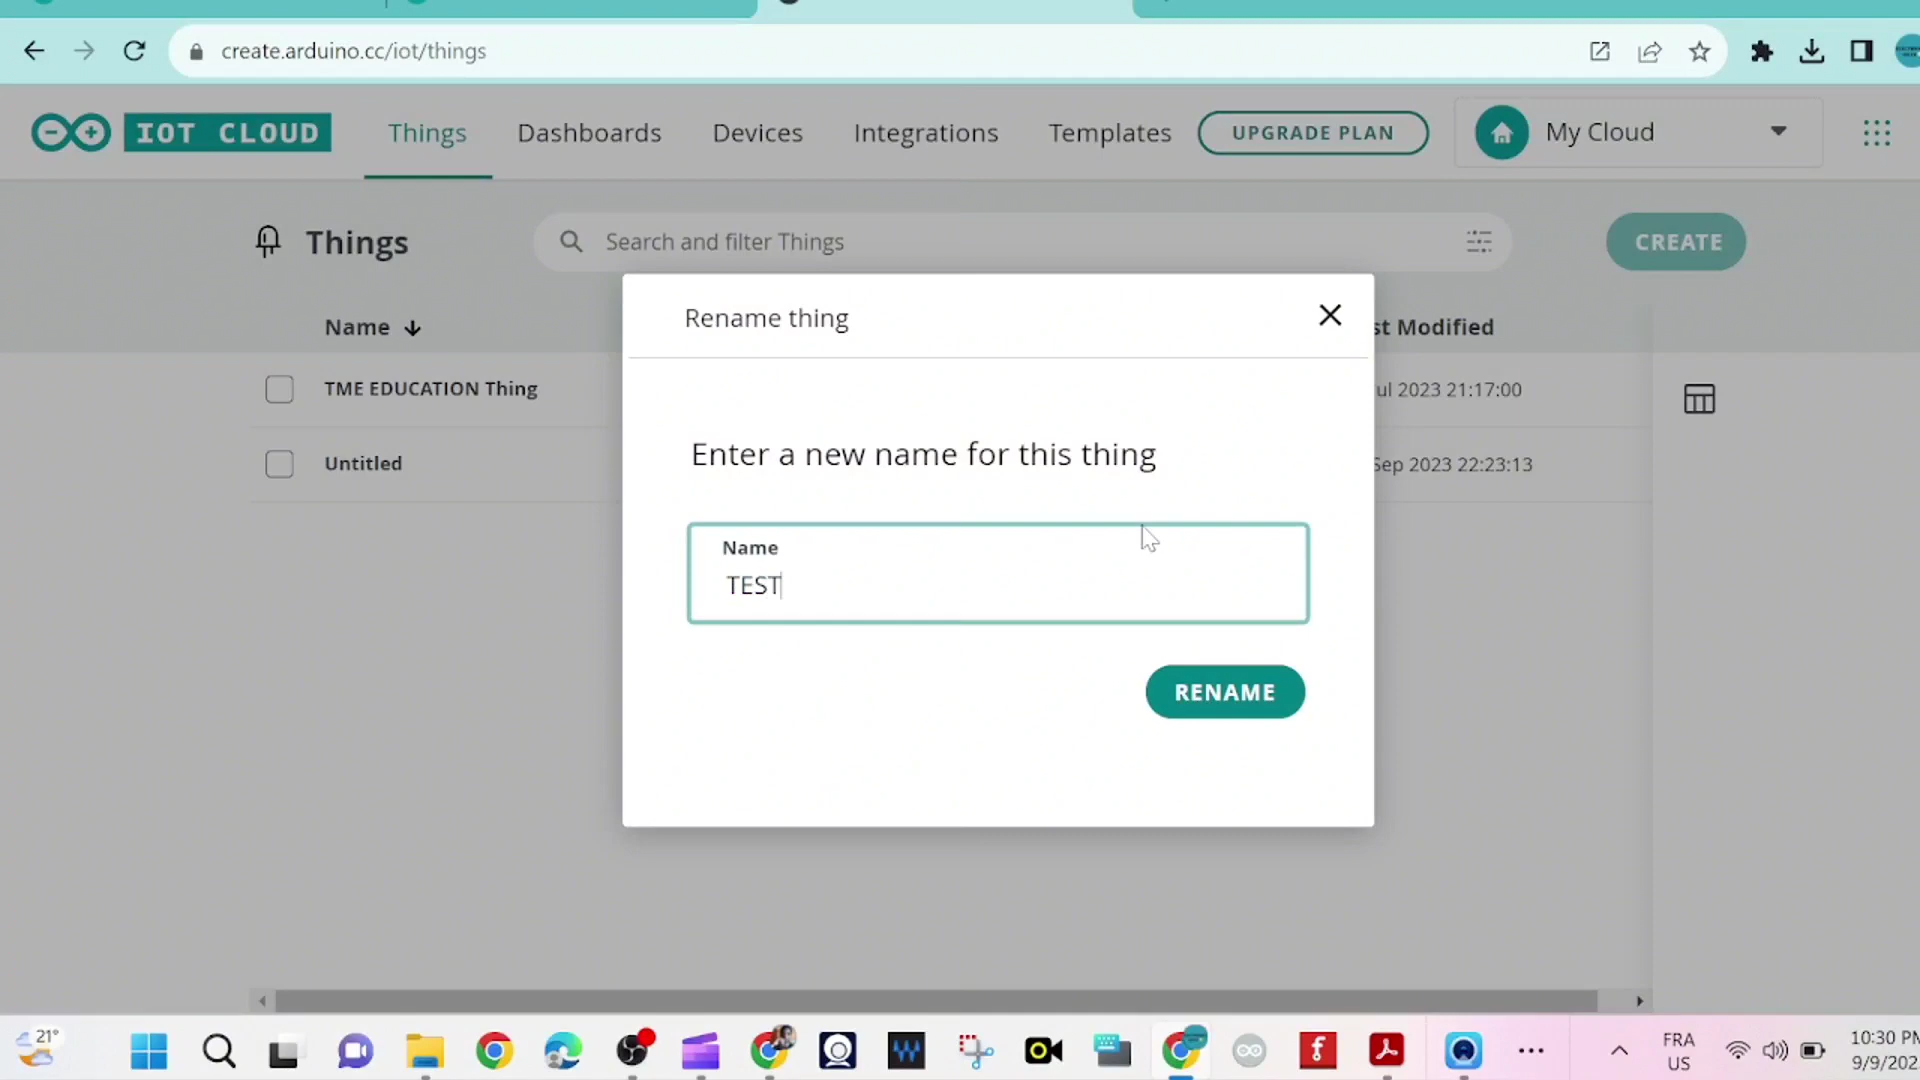 create.arduino.cc/iot/things
IOT CLOUD
Things
Dashboards
Devices
Integrations
Templates
UPGRADE PLAN
My Cloud
Things
Search and filter Things
CREATE
Name
st Modified
TME EDUCATION Thing
ul 2023 21:17:00
Untitled
Sep 2023 22:23:13
Rename thing
Enter a new name for this thing
Name
TEST
RENAME
21°
FRA
US
10:30 PM
9/9/202